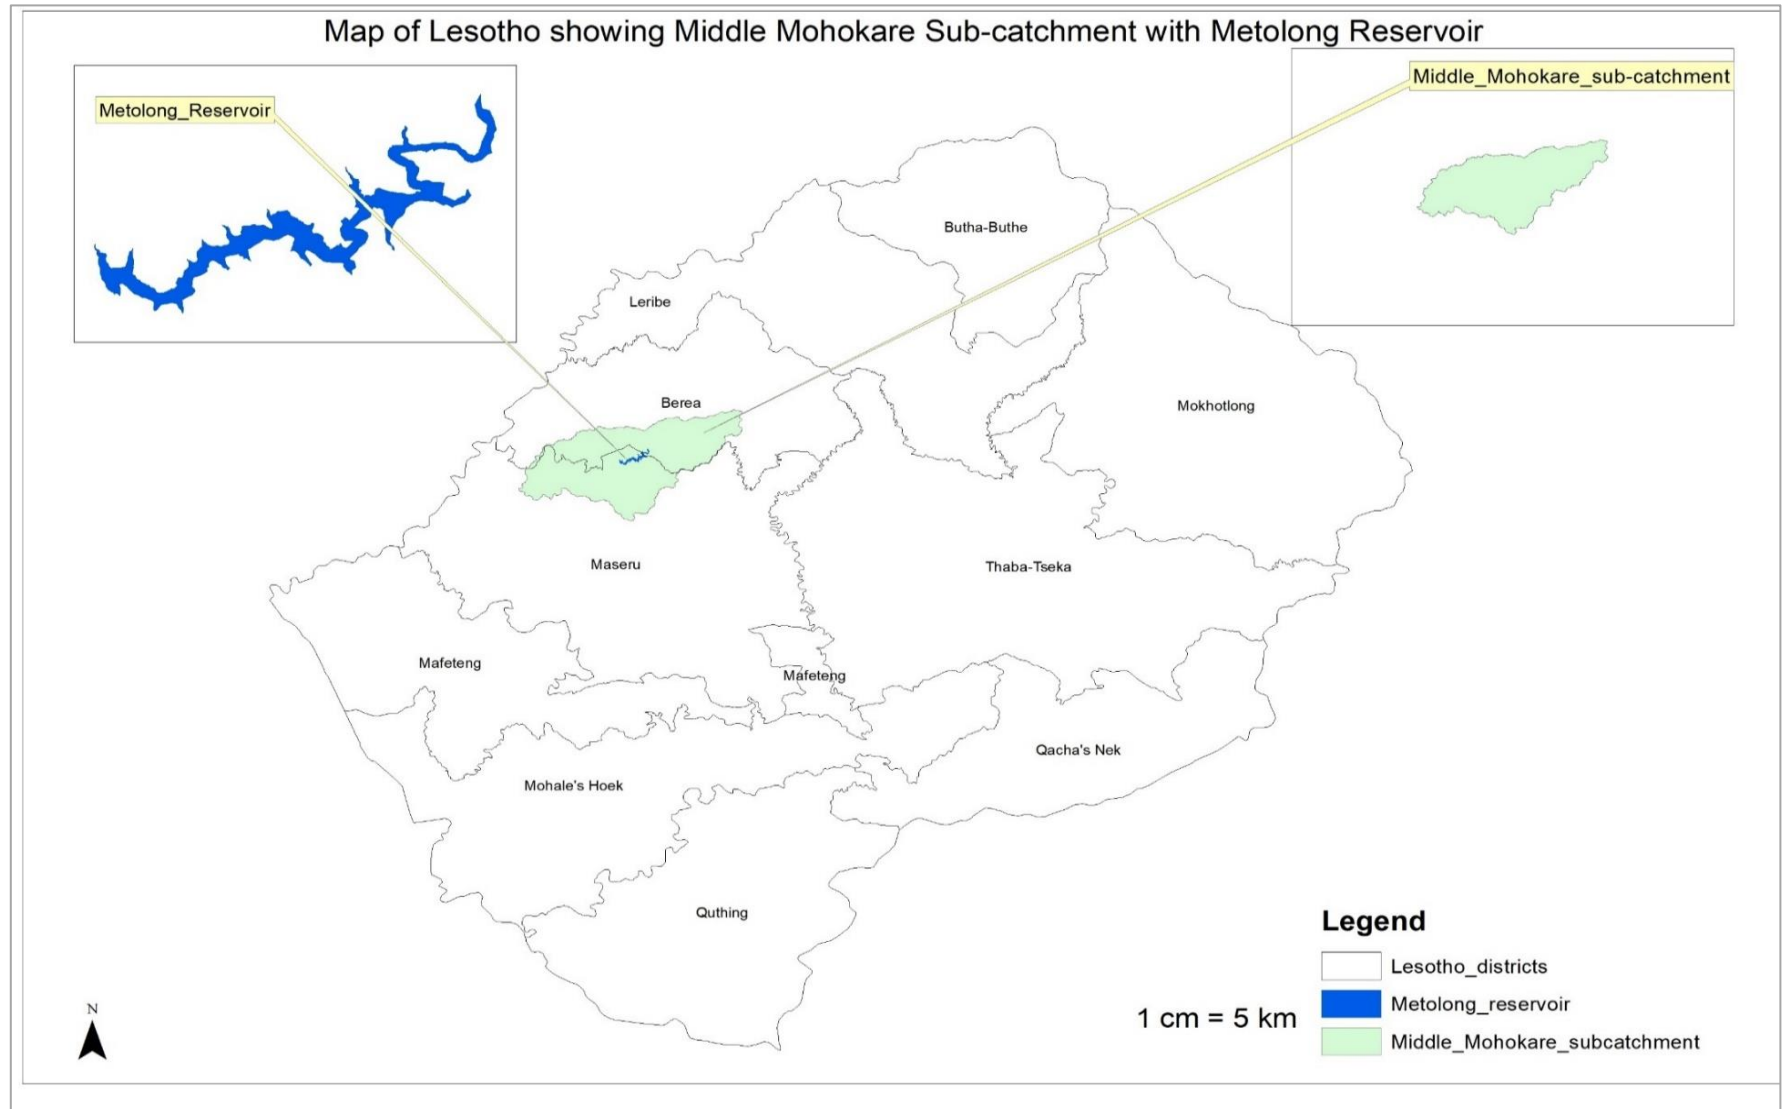 Map of Lesotho showing Middle Mohokare Sub-catchment with Metolong Reservoir
Metolong_Reservoir
Middle_Mohokare_sub-catchment
Butha-Buthe
Leribe
Berea
Mokhotlong
Maseru
Thaba-Tseka
Mafeteng
Mafeteng
Qacha's Nek
Mohale's Hoek
Quthing
Legend
Lesotho_districts
Metolong_reservoir
Middle_Mohokare_subcatchment
1 cm = 5 km
N